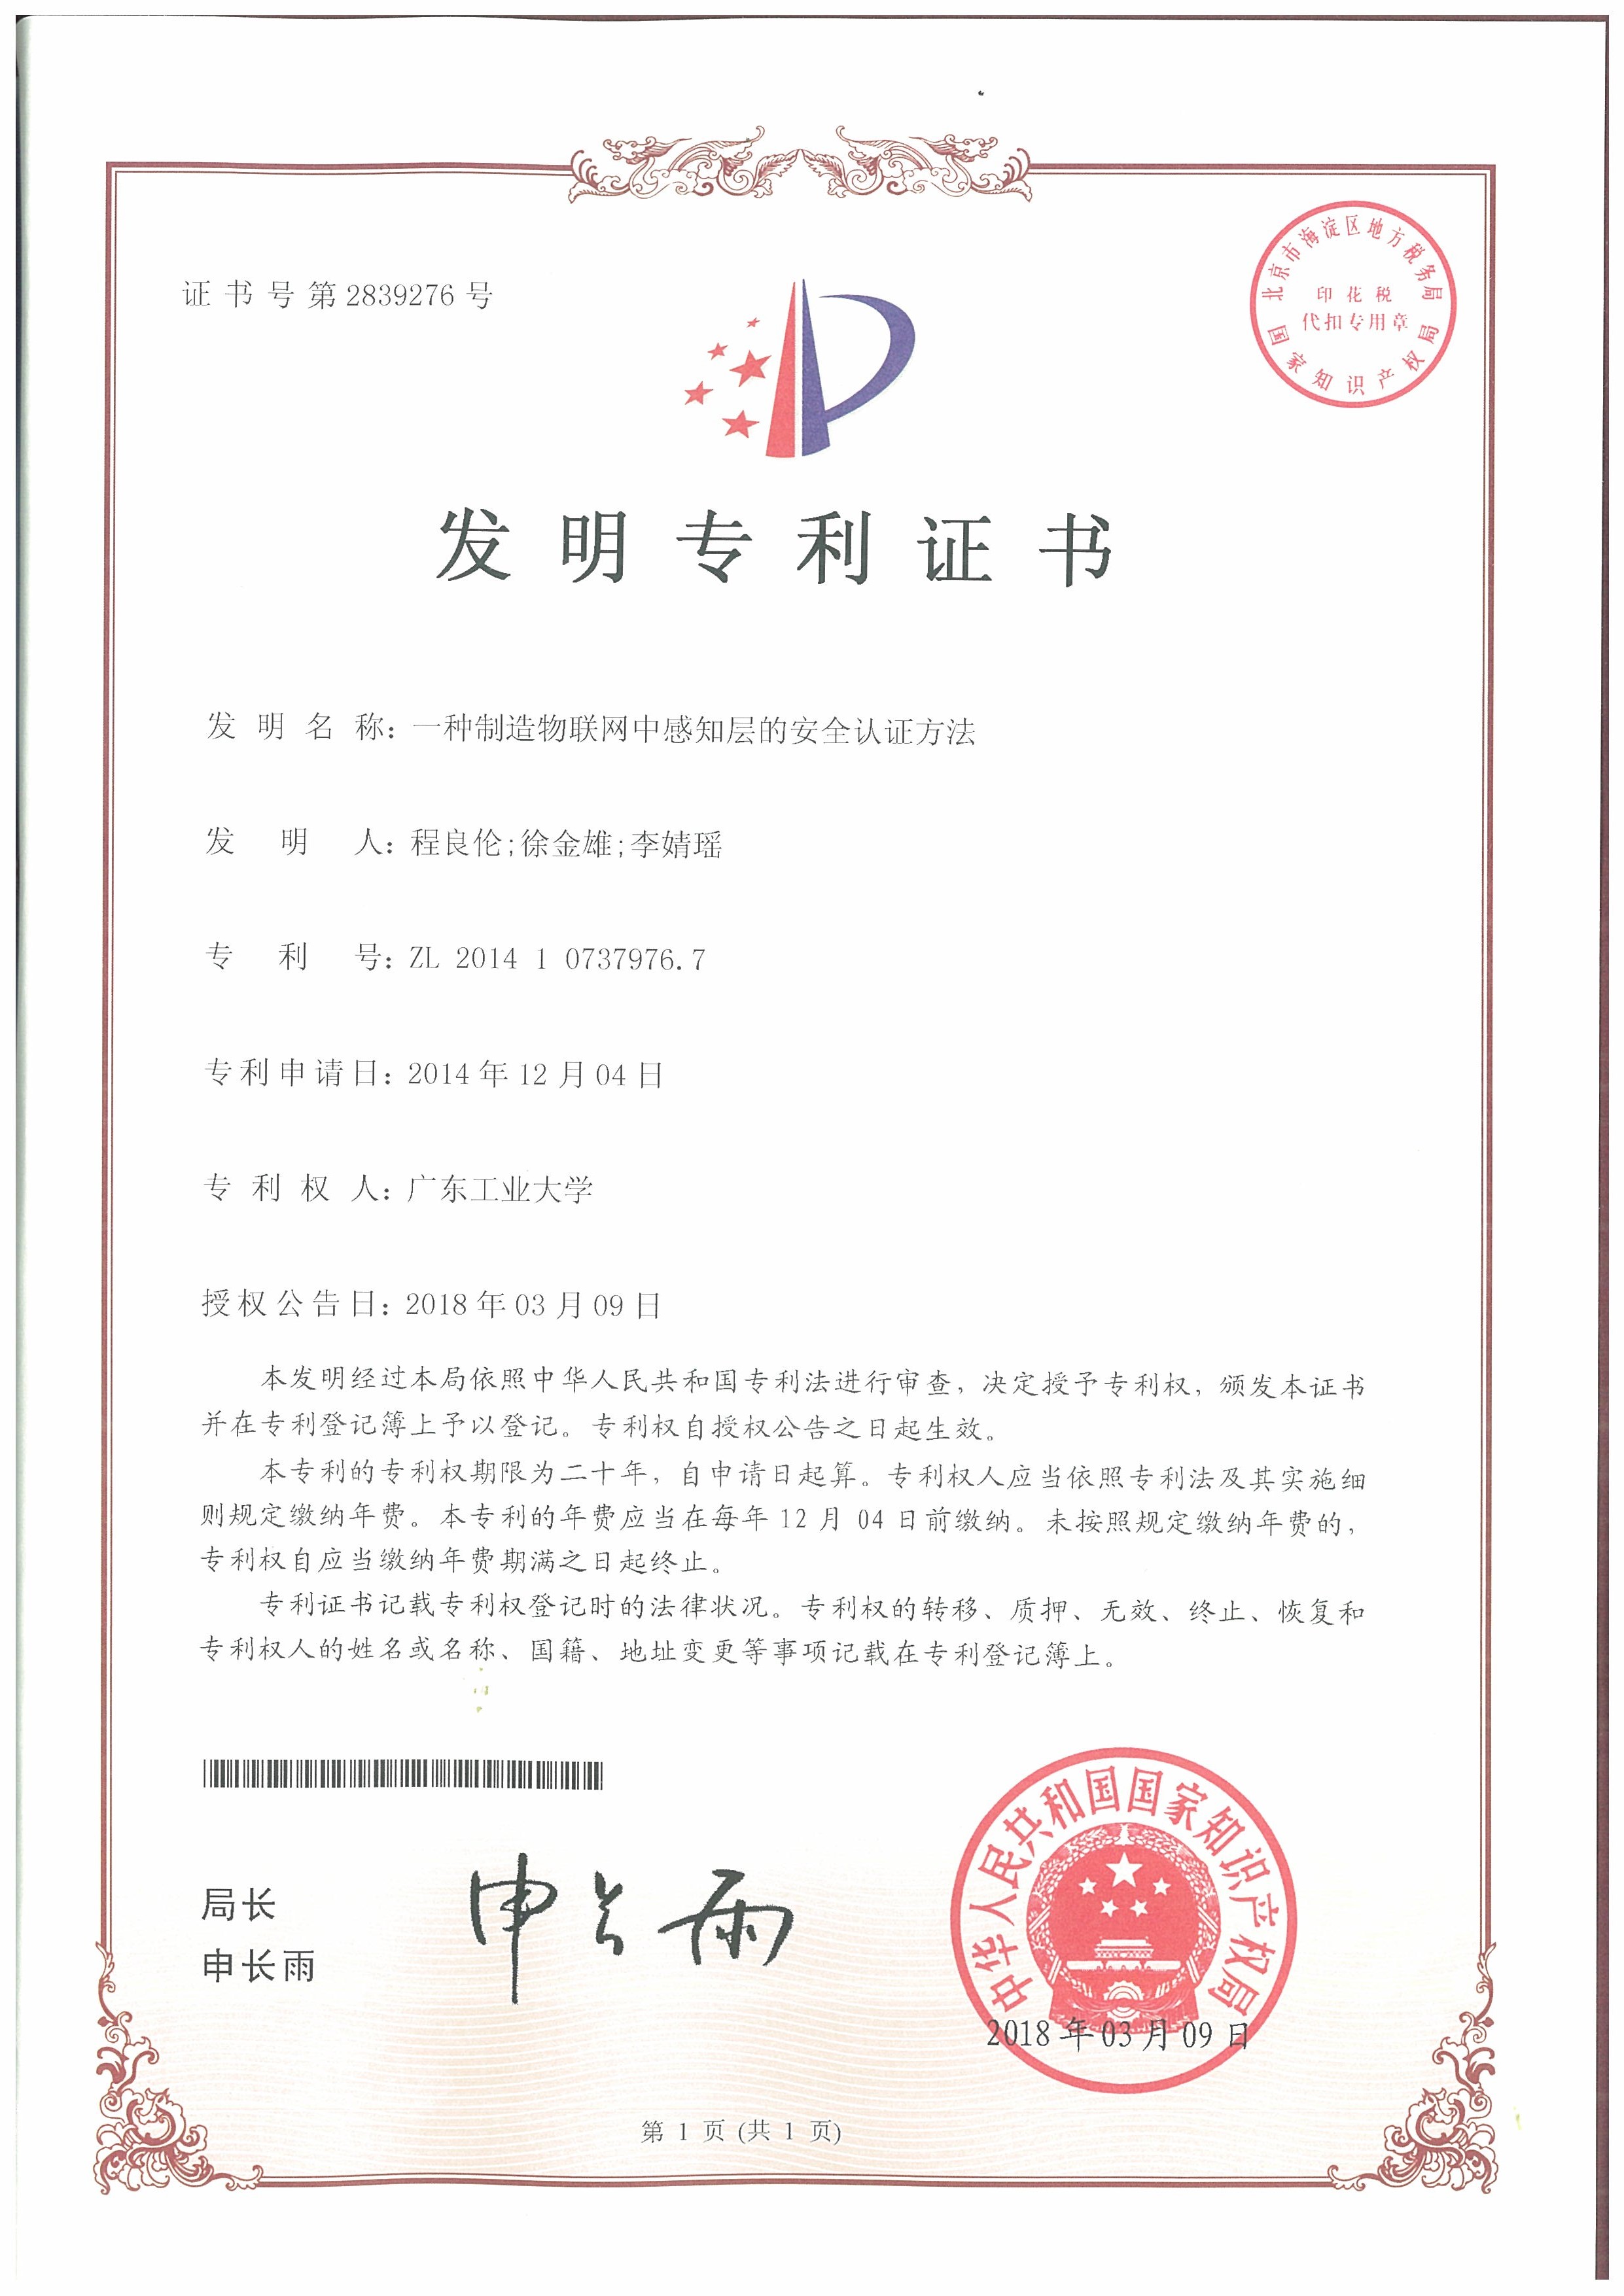 证书号第2839276号
北京市海淀区地方税务局
印花税
代扣专用章
国家知识产权局
发明专利证书
发明名称：一种制造物联网中感知层的安全认证方法
发明人：程良伦;徐金雄;李婧瑶
专利号：ZL 2014 1 0737976.7
专利申请日：2014年12月04日
专利权人：广东工业大学
授权公告日：2018年03月09日
本发明经过本局依照中华人民共和国专利法进行审查，决定授予专利权，颁发本证书
并在专利登记簿上予以登记。专利权自授权公告之日起生效。
本专利的专利权期限为二十年，自申请日起算。专利权人应当依照专利法及其实施细
则规定缴纳年费。本专利的年费应当在每年12月04日前缴纳。未按照规定缴纳年费的，
专利权自应当缴纳年费期满之日起终止。
专利证书记载专利权登记时的法律状况。专利权的转移、质押、无效、终止、恢复和
专利权人的姓名或名称、国籍、地址变更等事项记载在专利登记簿上。
局长
申长雨
申长雨
中华人民共和国国家知识产权局
2018年03月09日
第 1 页 (共 1 页)